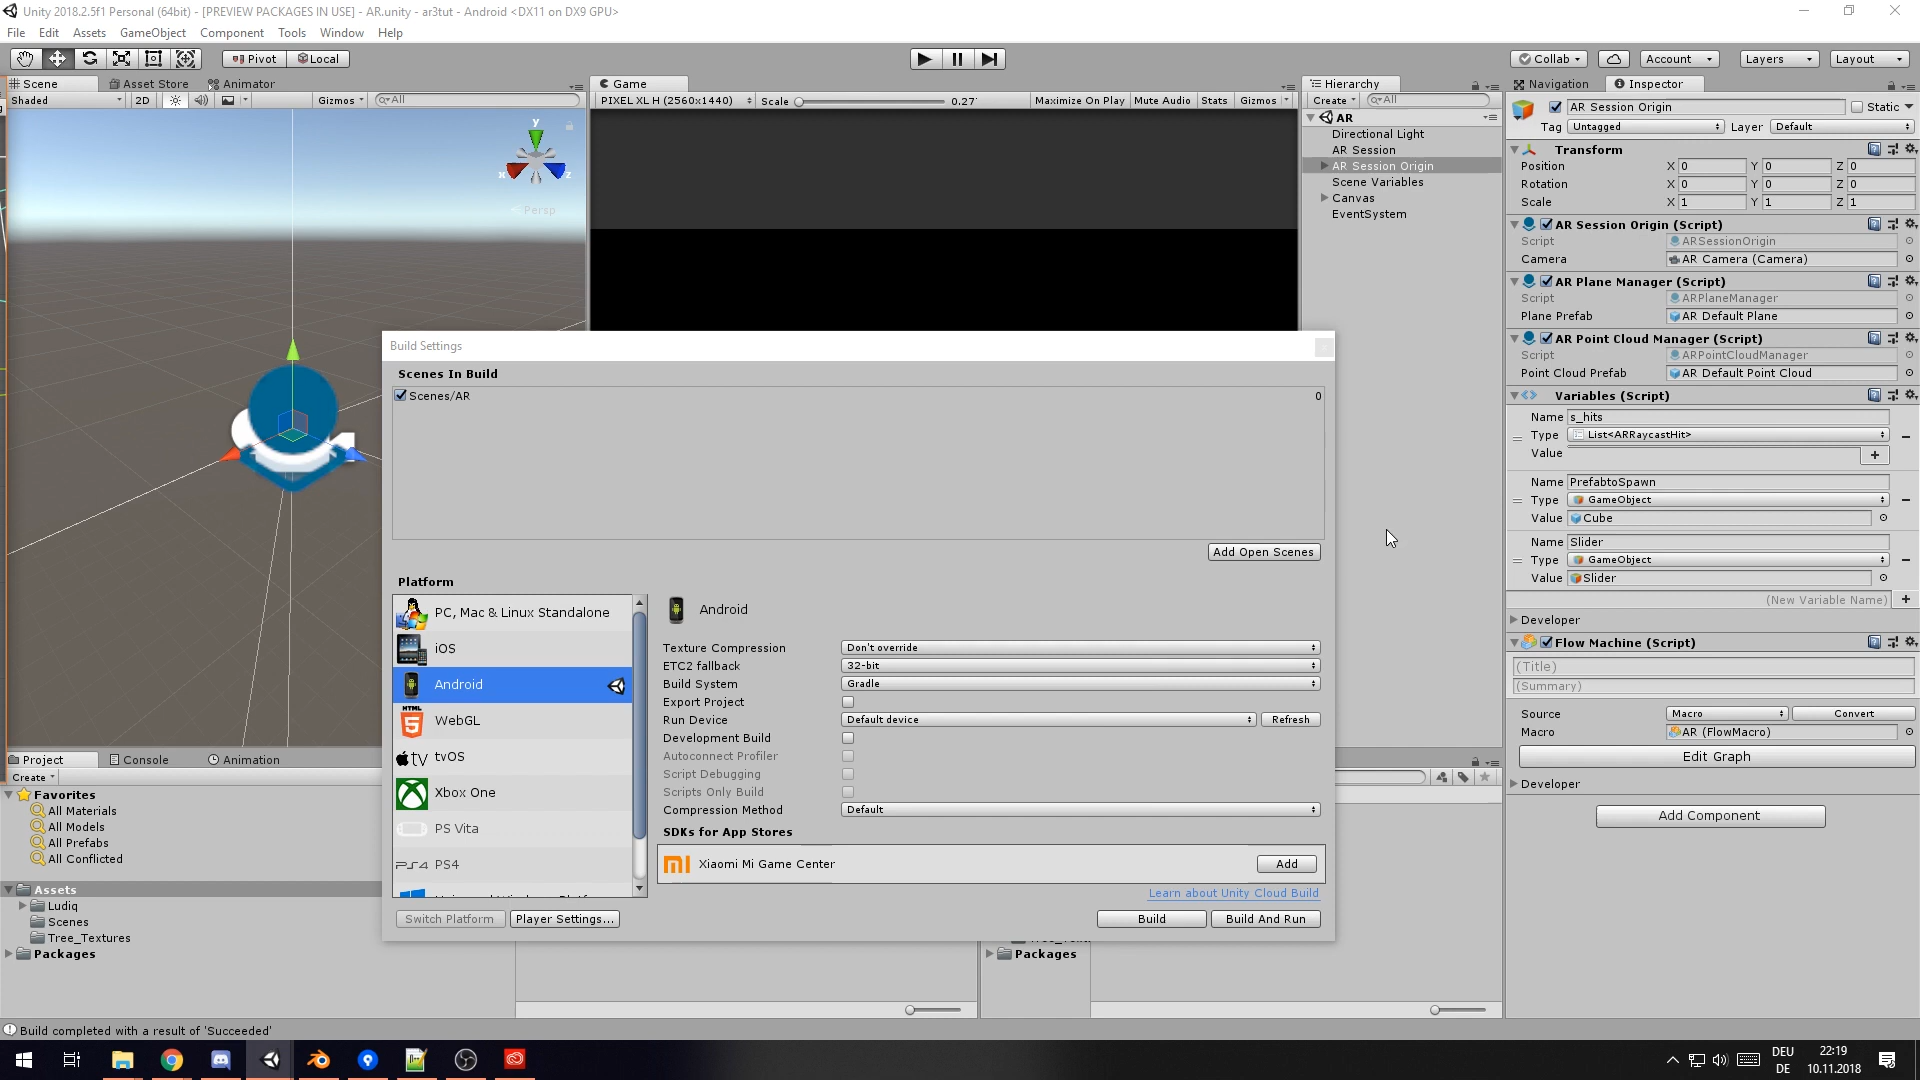 Unity 2018.2.5f1 Personal (64bit) - [PREVIEW PACKAGES IN USE] - AR.unity - ar3tut - Android <DX11 on DX9 GPU>
File Edit Assets GameObject Component Tools Window Help
Pivot Local
Collab Account Layers Layout
Scene Asset Store Animator
Shaded 2D Gizmos All
y
x
z
Persp
Game
PIXEL XL H (2560x1440) Scale 0.27 Maximize On Play Mute Audio Stats Gizmos
Hierarchy
Create All
AR
Directional Light
AR Session
AR Session Origin
Scene Variables
Canvas
EventSystem
Navigation Inspector
AR Session Origin Static
Tag Untagged Layer Default
Transform
Position X 0 Y 0 Z 0
Rotation X 0 Y 0 Z 0
Scale X 1 Y 1 Z 1
AR Session Origin (Script)
Script ARSessionOrigin
Camera AR Camera (Camera)
AR Plane Manager (Script)
Script ARPlaneManager
Plane Prefab AR Default Plane
AR Point Cloud Manager (Script)
Script ARPointCloudManager
Point Cloud Prefab AR Default Point Cloud
Variables (Script)
Name s_hits
Type List<ARRaycastHit>
Value
Name PrefabtoSpawn
Type GameObject
Value Cube
Name Slider
Type GameObject
Value Slider
(New Variable Name)
Developer
Flow Machine (Script)
(Title)
(Summary)
Source Macro Convert
Macro AR (FlowMacro)
Edit Graph
Developer
Add Component
Build Settings
Scenes In Build
Scenes/AR 0
Add Open Scenes
Platform
PC, Mac & Linux Standalone
iOS
Android
HTML
5
WebGL
tv
tvOS
Xbox One
PS Vita
PS4
Android
Texture Compression Don't override
ETC2 fallback 32-bit
Build System Gradle
Export Project
Run Device Default device Refresh
Development Build
Autoconnect Profiler
Script Debugging
Scripts Only Build
Compression Method Default
SDKs for App Stores
Xiaomi Mi Game Center Add
Learn about Unity Cloud Build
Switch Platform Player Settings... Build Build And Run
Project Console Animation
Create
Favorites
All Materials
All Models
All Prefabs
All Conflicted
Assets
Ludiq
Scenes
Tree_Textures
Packages
Packages
Build completed with a result of 'Succeeded'
DEU
DE
22:19
10.11.2018